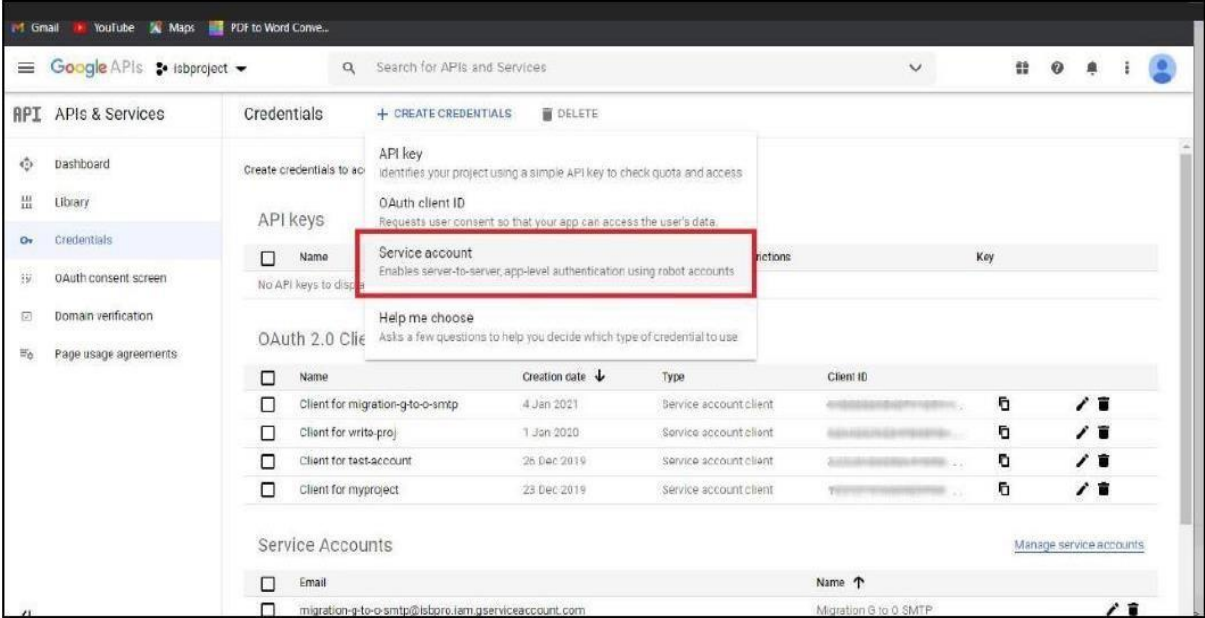 Gmail YouTube Maps PDF to Word Conve...
Google APIs isbproject Search for APIs and Services
API APIs & Services Credentials + CREATE CREDENTIALS DELETE
Dashboard
Library
Credentials
OAuth consent screen
Domain verification
Page usage agreements
Create credentials to ac
API key
Identifies your project using a simple API key to check quota and access
OAuth client ID
Requests user consent so that your app can access the user's data.
Service account
Enables server-to-server, app-level authentication using robot accounts
Help me choose
Asks a few questions to help you decide which type of credential to use
API keys
Name Key
No API keys to displa
OAuth 2.0 Clie
Name Creation date Type Client ID
Client for migration-g-to-o-smtp 4 Jan 2021 Service account client
Client for write-proj 1 Jan 2020 Service account client
Client for test-account 26 Dec 2019 Service account client
Client for myproject 23 Dec 2019 Service account client
Service Accounts Manage service accounts
Email Name
migration-g-to-o-smtp@isbpro.iam.gserviceaccount.com Migration G to O SMTP